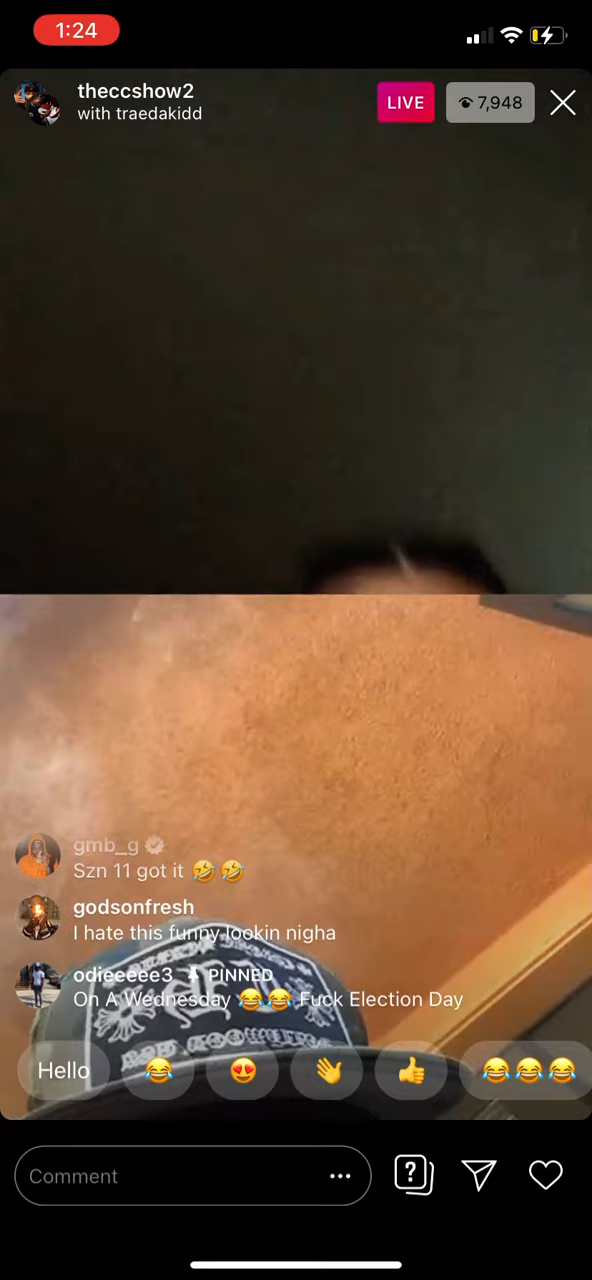 1:24
theccshow2
with traedakidd
LIVE
7,948
gmb_g
Szn 11 got it 🤣🤣
godsonfresh
I hate this funny lookin nigha
odieeeee3 PINNED
On A Wednesday 😂😂 Fuck Election Day
Hello 😂 😍 👋 👍 😂😂😂
Comment